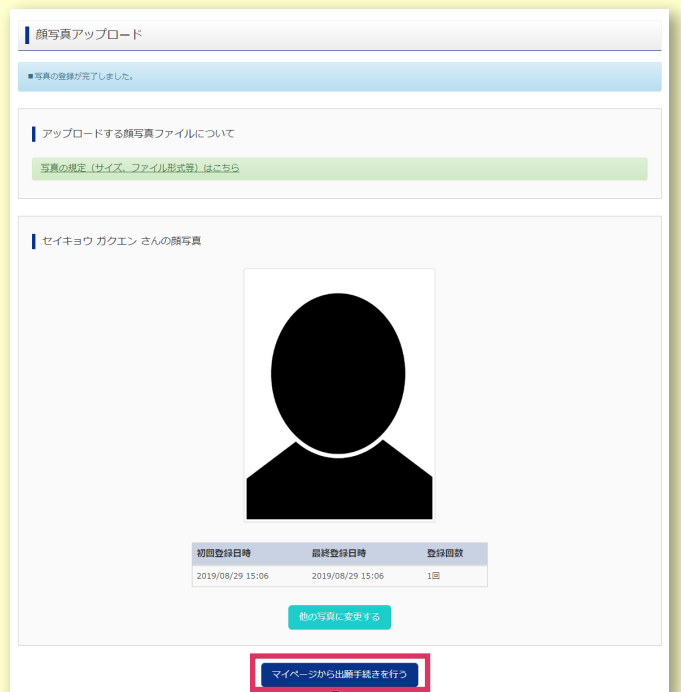 顔写真アップロード
■写真の登録が完了しました。
アップロードする顔写真ファイルについて
写真の規定（サイズ、ファイル形式等）はこちら
セイキョウ ガクエン さんの顔写真
初回登録日時 最終登録日時 登録回数
2019/08/29 15:06 2019/08/29 15:06 1回
他の写真に変更する
マイページから出願手続きを行う